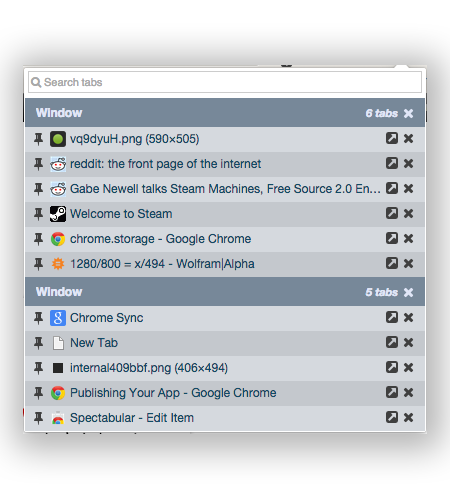 Search tabs
Window 6 tabs
vq9dyuH.png (590×505)
reddit: the front page of the internet
Gabe Newell talks Steam Machines, Free Source 2.0 En...
Welcome to Steam
chrome.storage - Google Chrome
1280/800 = x/494 - Wolfram|Alpha
Window 5 tabs
Chrome Sync
New Tab
internal409bbf.png (406×494)
Publishing Your App - Google Chrome
Spectabular - Edit Item